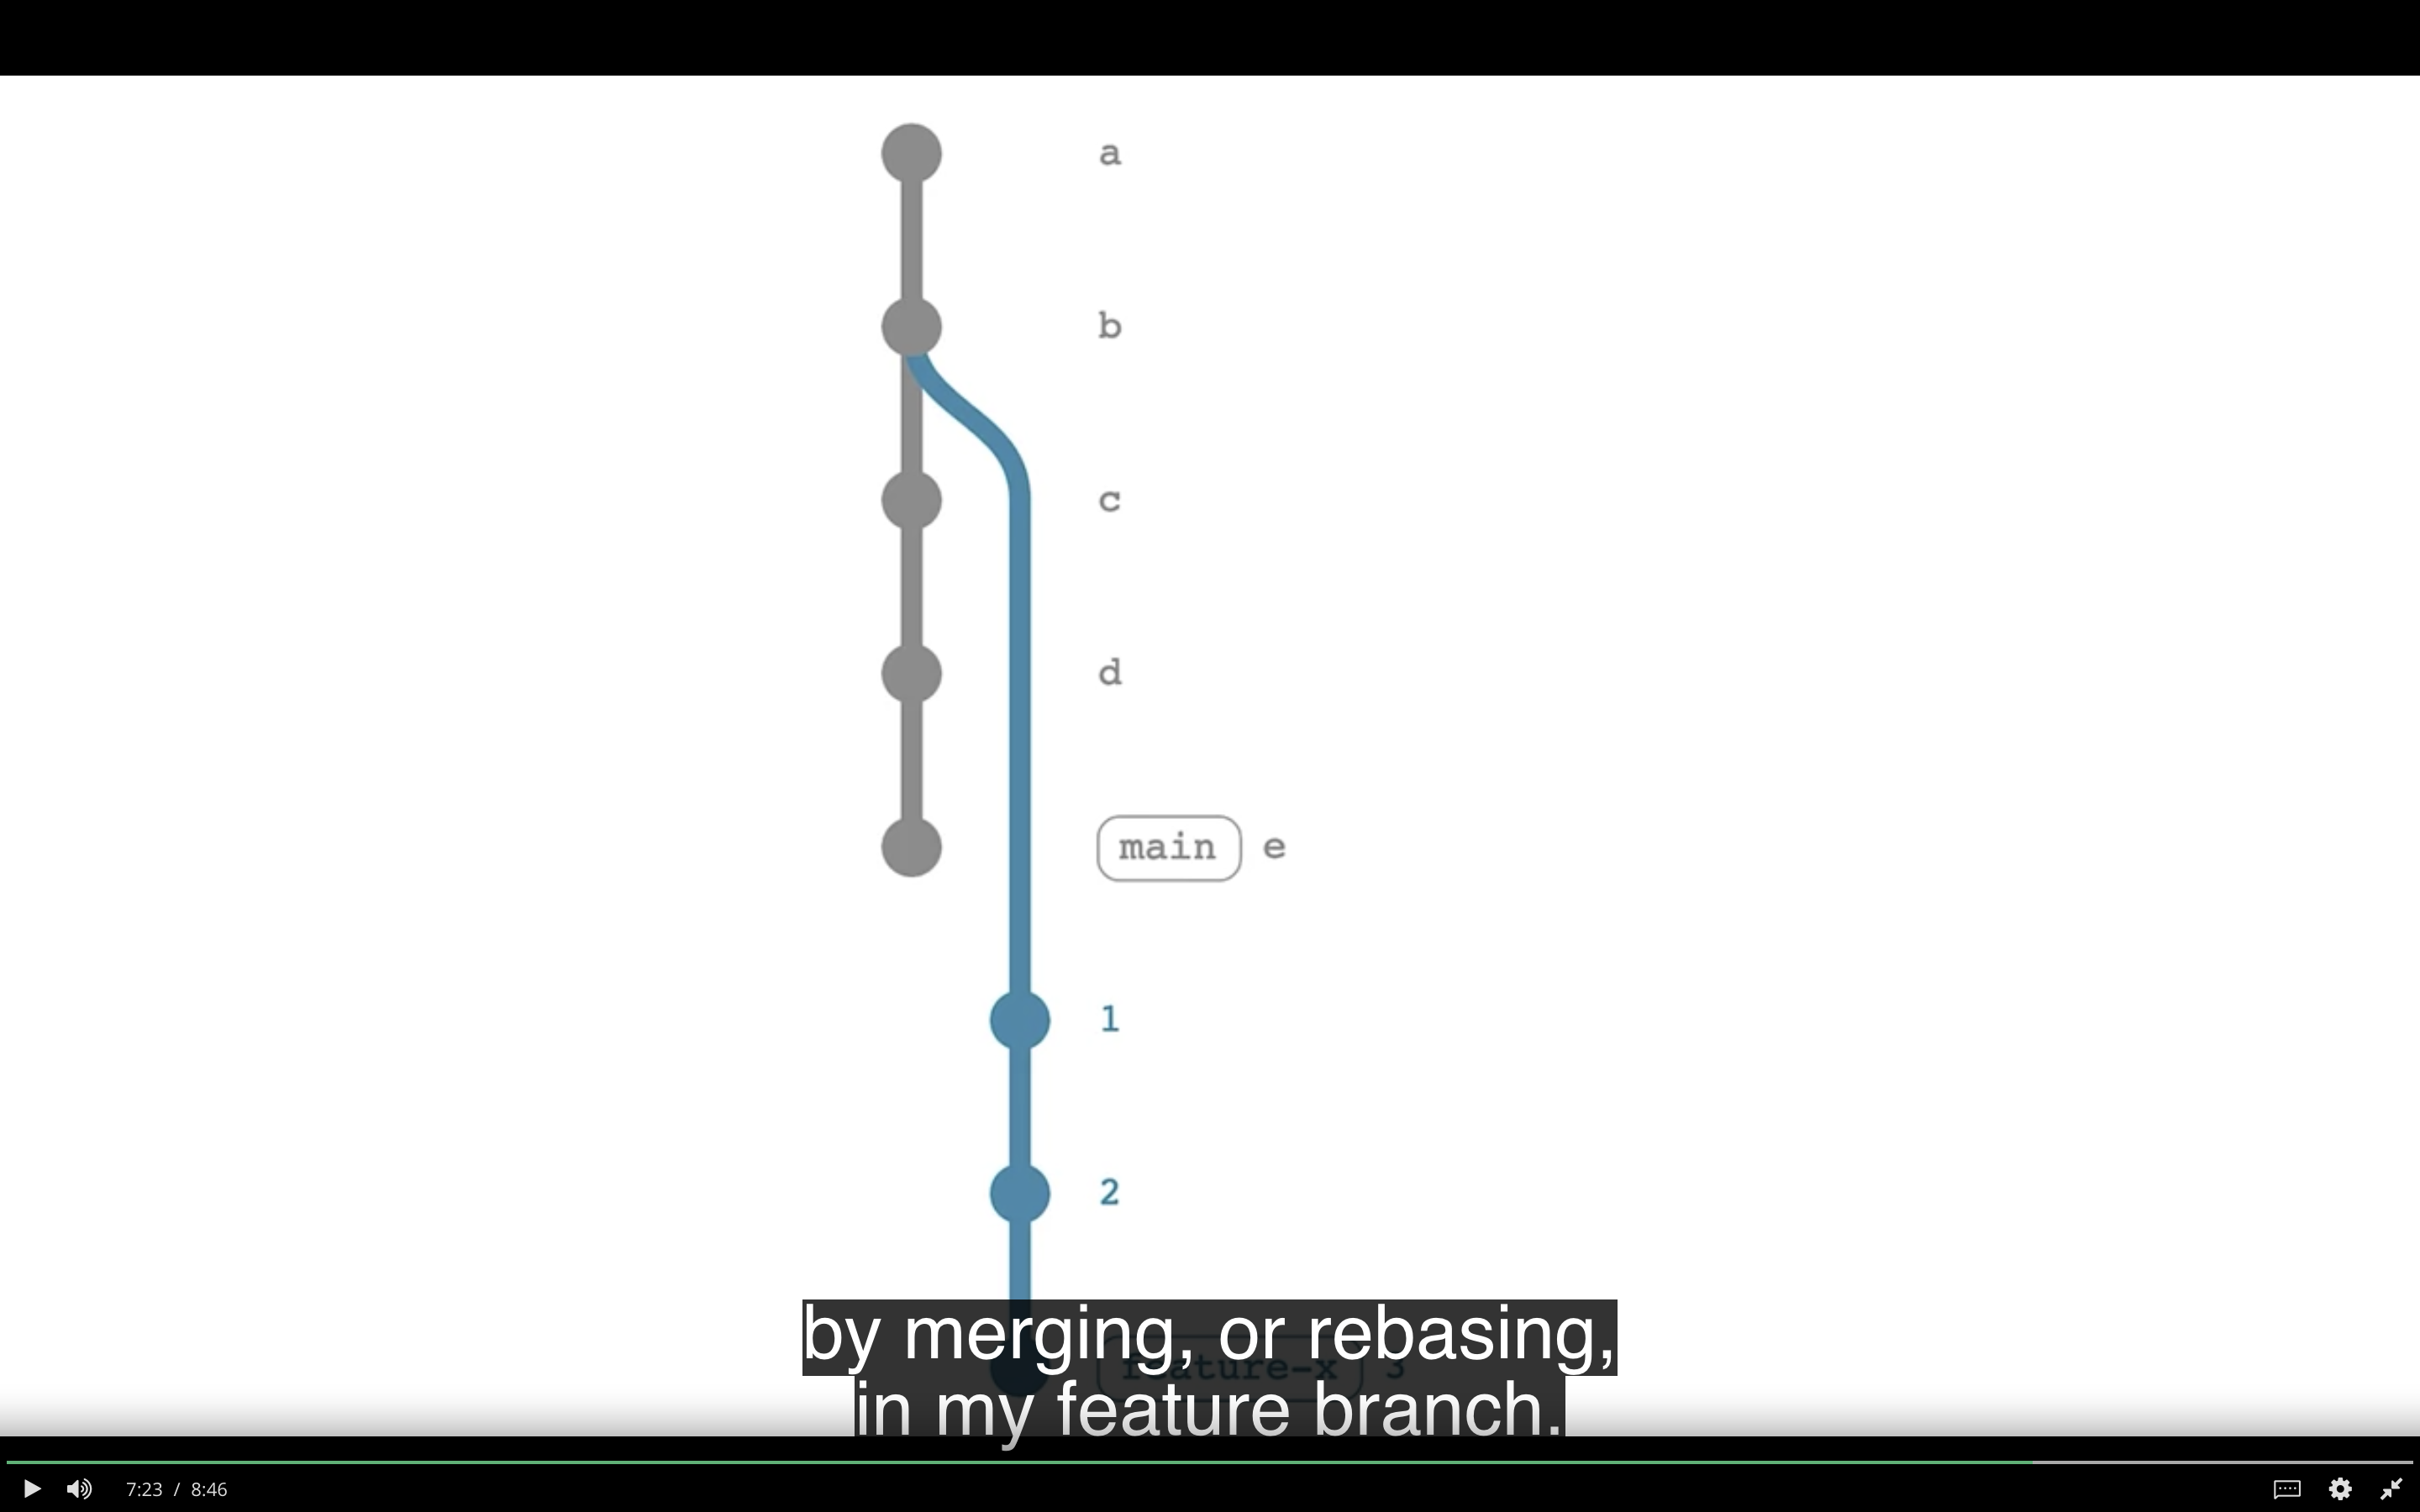 a
b
c
d
main e
1
2
feature-x 3
by merging, or rebasing,
in my feature branch.
7:23 / 8:46